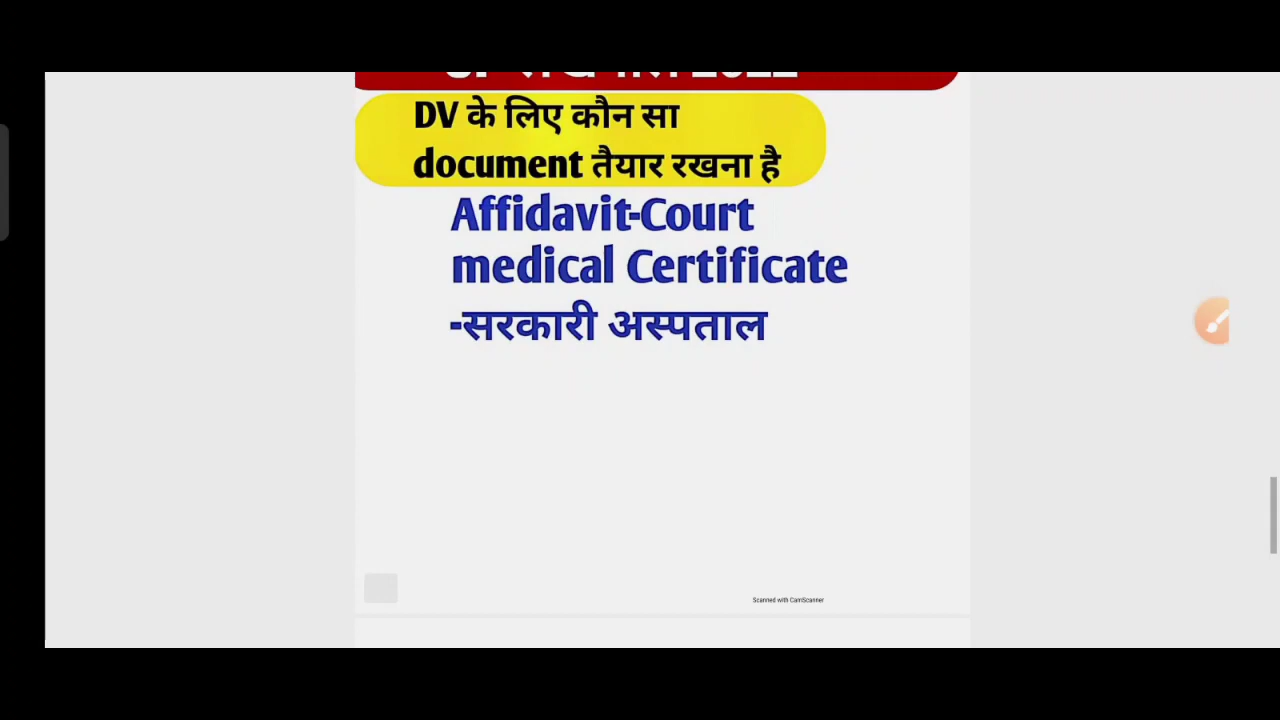 DV के लिए कौन सा
document तैयार रखना है
Affidavit-Court
medical Certificate
-सरकारी अस्पताल
Scanned with CamScanner